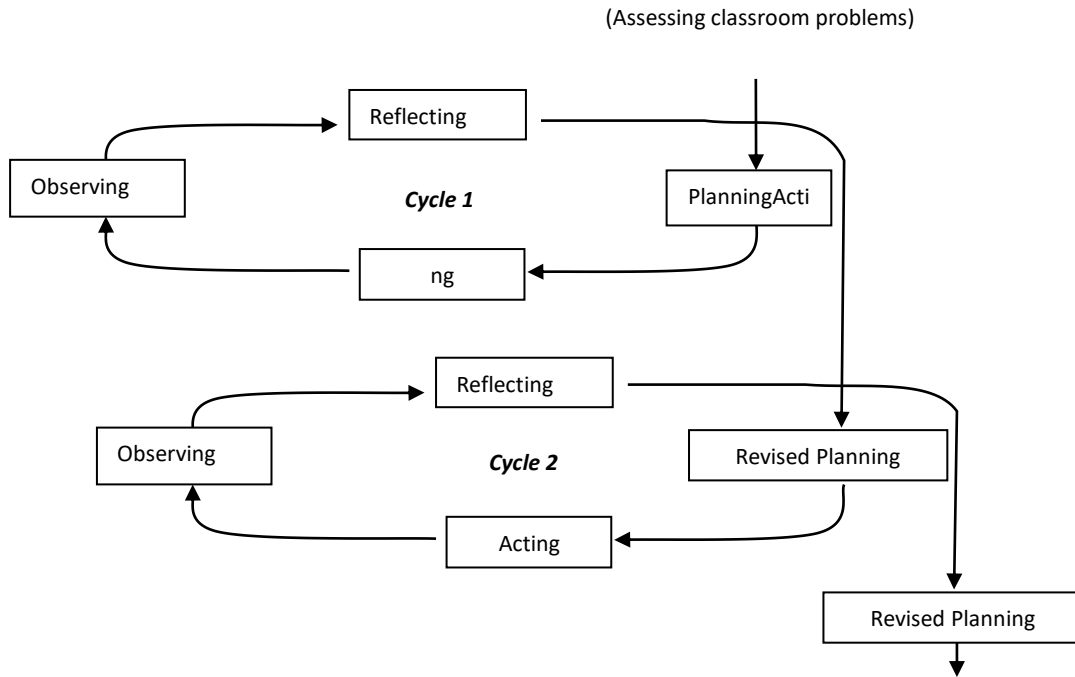 (Assessing classroom problems)
Reflecting
Observing
Cycle 1
PlanningActi
ng
Reflecting
Observing
Cycle 2
Revised Planning
Acting
Revised Planning